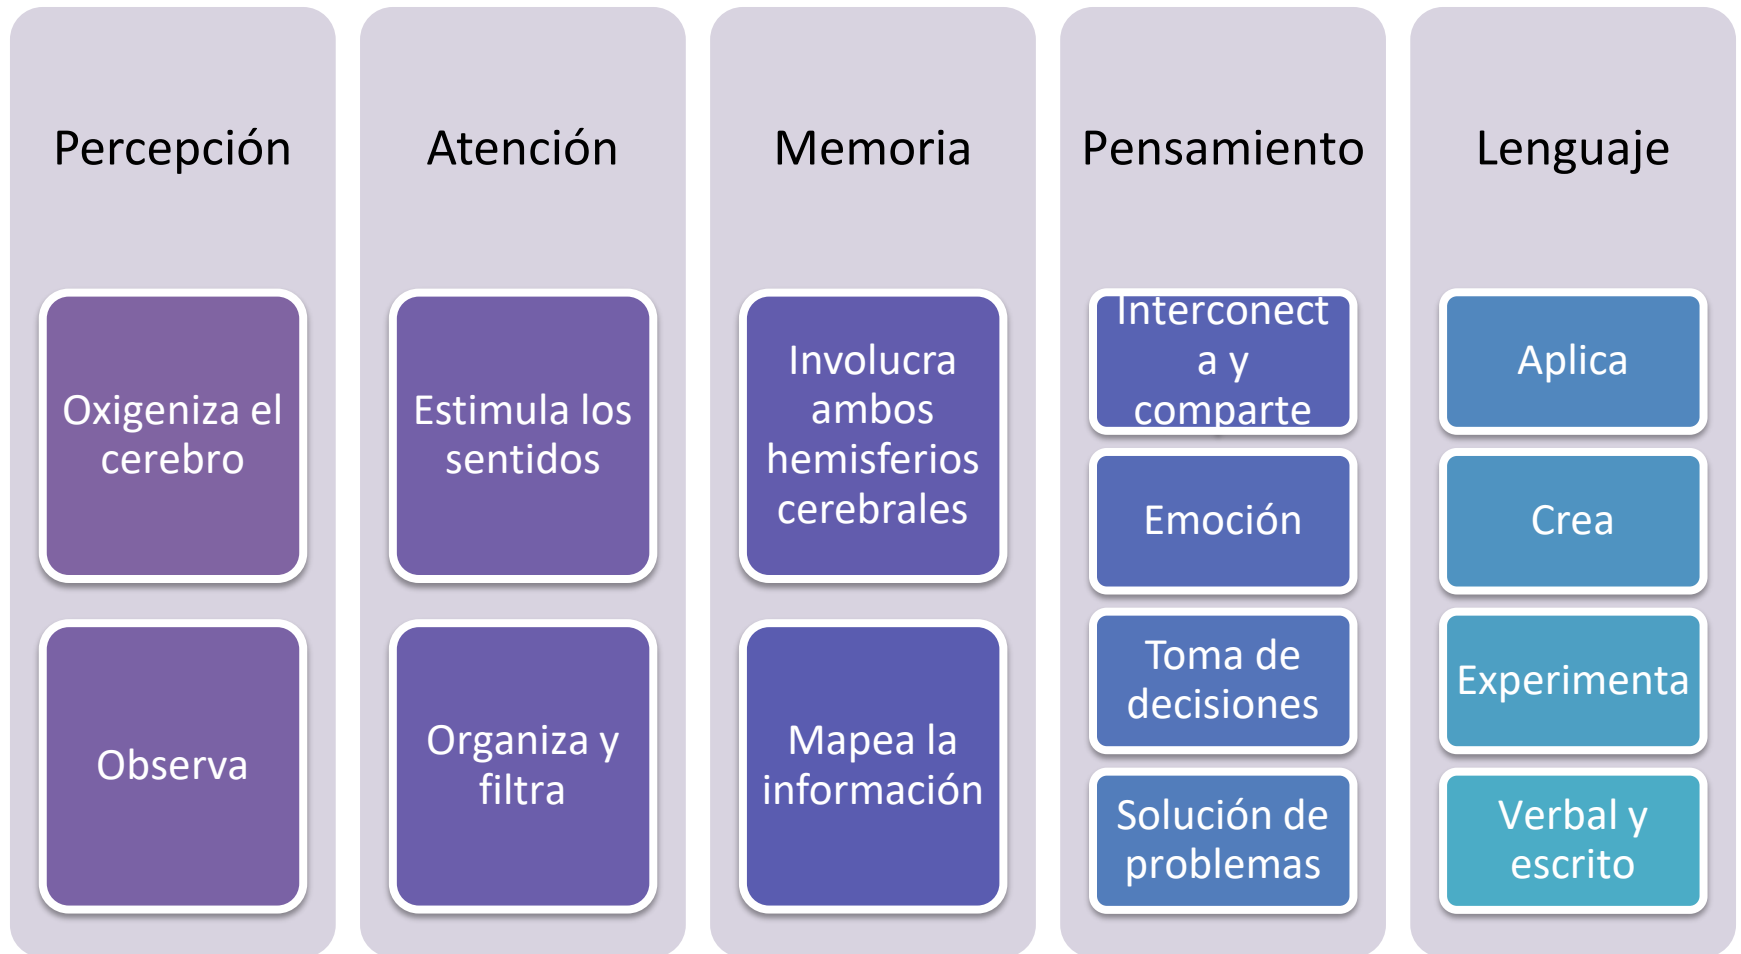 Percepción
Oxigeniza el
cerebro
Observa
Atención
Estimula los
sentidos
Organiza y
filtra
Memoria
Involucra
ambos
hemisferios
cerebrales
Mapea la
información
Pensamiento
Interconect
a y
comparte
Emoción
Toma de
decisiones
Solución de
problemas
Lenguaje
Aplica
Crea
Experimenta
Verbal y
escrito